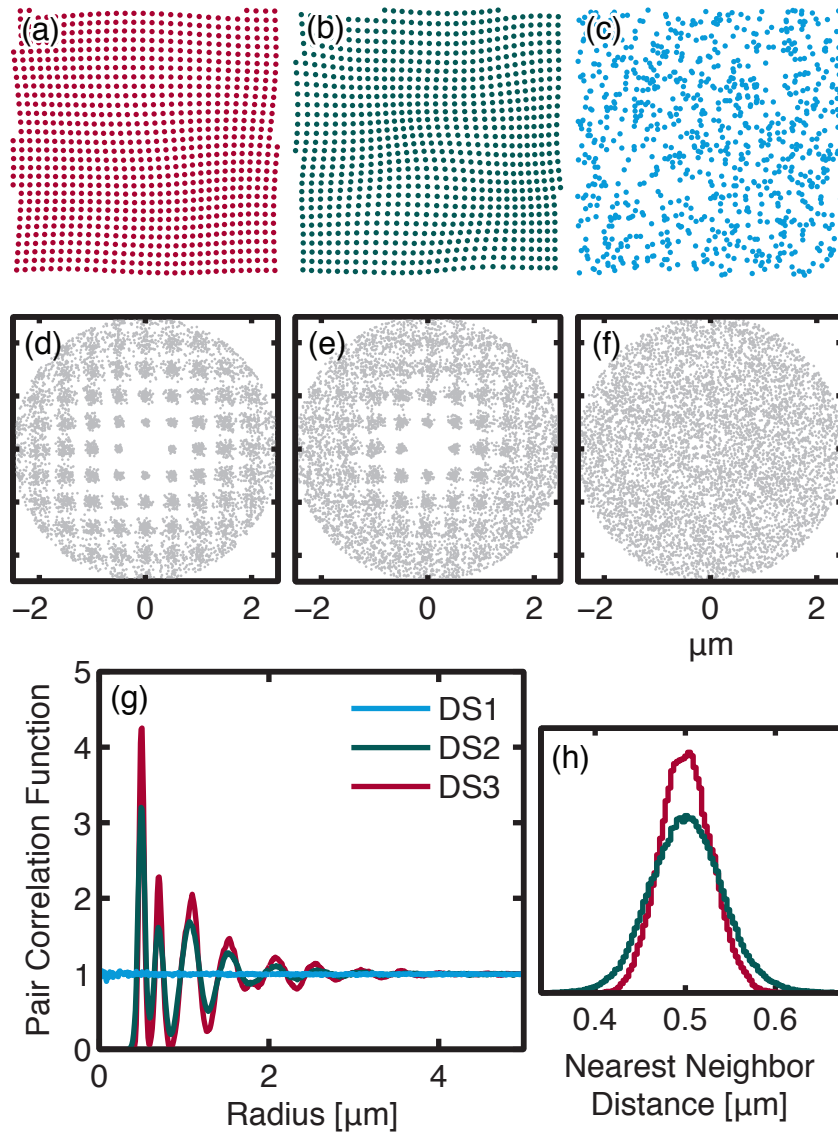 (a)
(b)
(c)
(d)
(e)
(f)
−2 0 2
−2 0 2
−2 0 2
μm
(g)
5
4
3
2
1
0
0 2 4
Pair Correlation Function
Radius [μm]
DS1
DS2
DS3
(h)
0.4 0.5 0.6
Nearest Neighbor
Distance [μm]